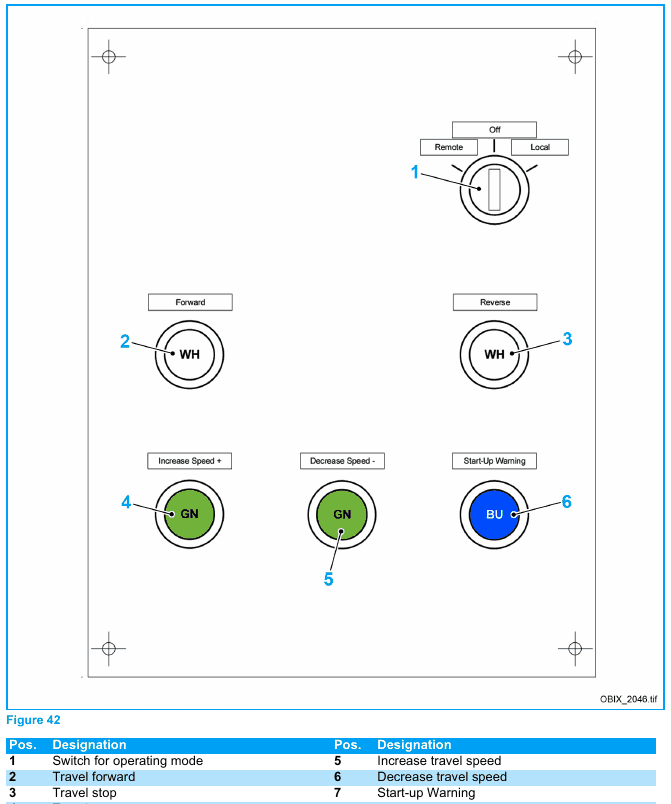 Off
Remote
Local
1
Forward
Reverse
2
WH
WH
3
Increase Speed +
Decrease Speed -
Start-Up Warning
4
GN
GN
BU
6
5
OBIX_2046.tif
Figure 42
Pos. Designation Pos. Designation
1 Switch for operating mode 5 Increase travel speed
2 Travel forward 6 Decrease travel speed
3 Travel stop 7 Start-up Warning